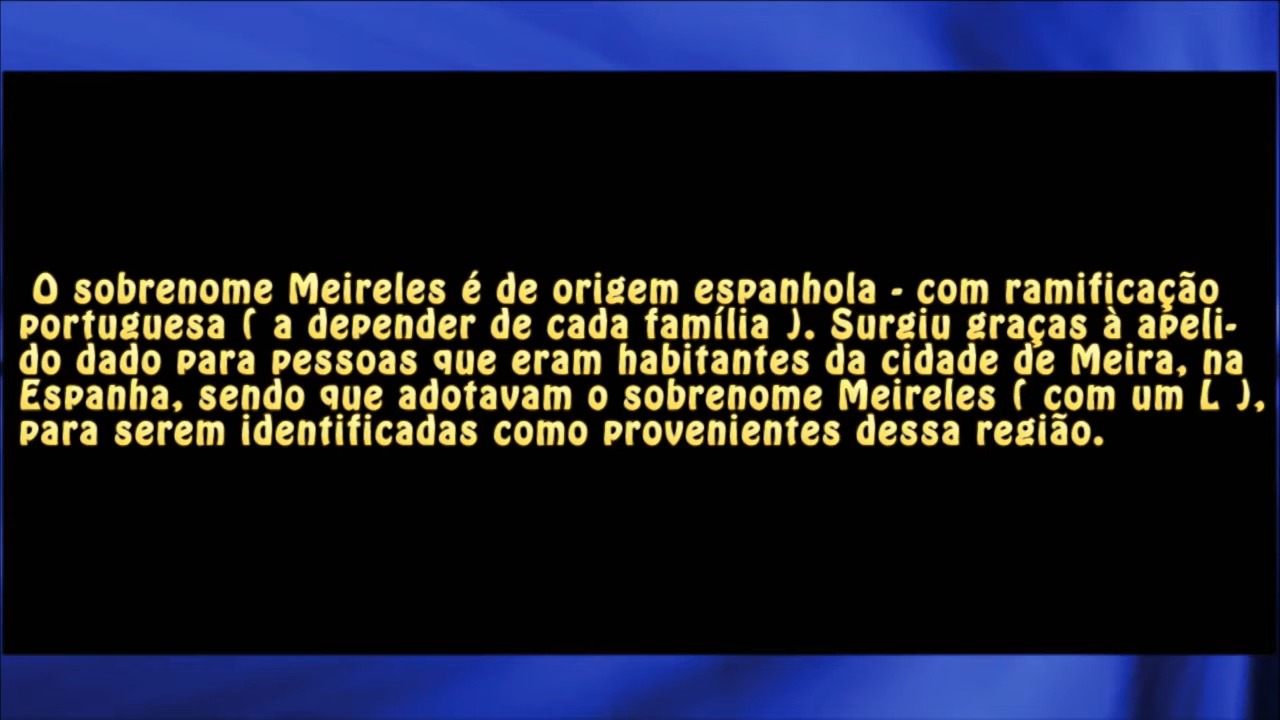 O sobrenome Meireles é de origem espanhola - com ramificação
portuguesa ( a depender de cada família ). Surgiu graças à apeli-
do dado para pessoas que eram habitantes da cidade de Meira, na
Espanha, sendo que adotavam o sobrenome Meireles ( com um L ),
para serem identificadas como provenientes dessa região.